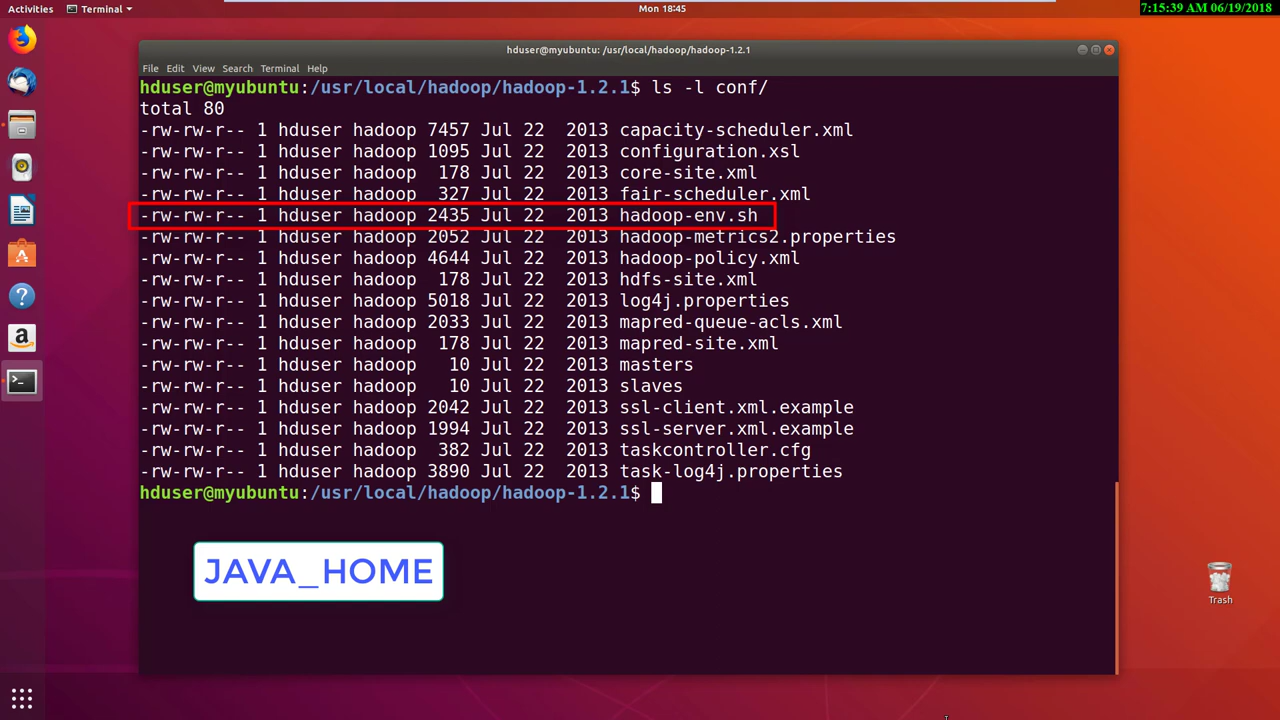 Activities
Terminal
Mon 18:45
7:15:39 AM 06/19/2018
hduser@myubuntu: /usr/local/hadoop/hadoop-1.2.1
File Edit View Search Terminal Help
hduser@myubuntu:/usr/local/hadoop/hadoop-1.2.1$ ls -l conf/
total 80
-rw-rw-r-- 1 hduser hadoop 7457 Jul 22  2013 capacity-scheduler.xml
-rw-rw-r-- 1 hduser hadoop 1095 Jul 22  2013 configuration.xsl
-rw-rw-r-- 1 hduser hadoop  178 Jul 22  2013 core-site.xml
-rw-rw-r-- 1 hduser hadoop  327 Jul 22  2013 fair-scheduler.xml
-rw-rw-r-- 1 hduser hadoop 2435 Jul 22  2013 hadoop-env.sh
-rw-rw-r-- 1 hduser hadoop 2052 Jul 22  2013 hadoop-metrics2.properties
-rw-rw-r-- 1 hduser hadoop 4644 Jul 22  2013 hadoop-policy.xml
-rw-rw-r-- 1 hduser hadoop  178 Jul 22  2013 hdfs-site.xml
-rw-rw-r-- 1 hduser hadoop 5018 Jul 22  2013 log4j.properties
-rw-rw-r-- 1 hduser hadoop 2033 Jul 22  2013 mapred-queue-acls.xml
-rw-rw-r-- 1 hduser hadoop  178 Jul 22  2013 mapred-site.xml
-rw-rw-r-- 1 hduser hadoop   10 Jul 22  2013 masters
-rw-rw-r-- 1 hduser hadoop   10 Jul 22  2013 slaves
-rw-rw-r-- 1 hduser hadoop 2042 Jul 22  2013 ssl-client.xml.example
-rw-rw-r-- 1 hduser hadoop 1994 Jul 22  2013 ssl-server.xml.example
-rw-rw-r-- 1 hduser hadoop  382 Jul 22  2013 taskcontroller.cfg
-rw-rw-r-- 1 hduser hadoop 3890 Jul 22  2013 task-log4j.properties
hduser@myubuntu:/usr/local/hadoop/hadoop-1.2.1$
JAVA_HOME
Trash